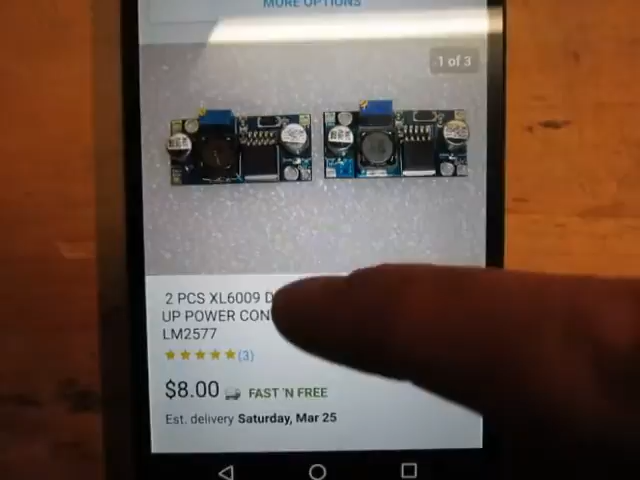 MORE OPTIONS
1 of 3
2 PCS XL6009 D
UP POWER CON
LM2577
(3)
$8.00 FAST 'N FREE
Est. delivery Saturday, Mar 25